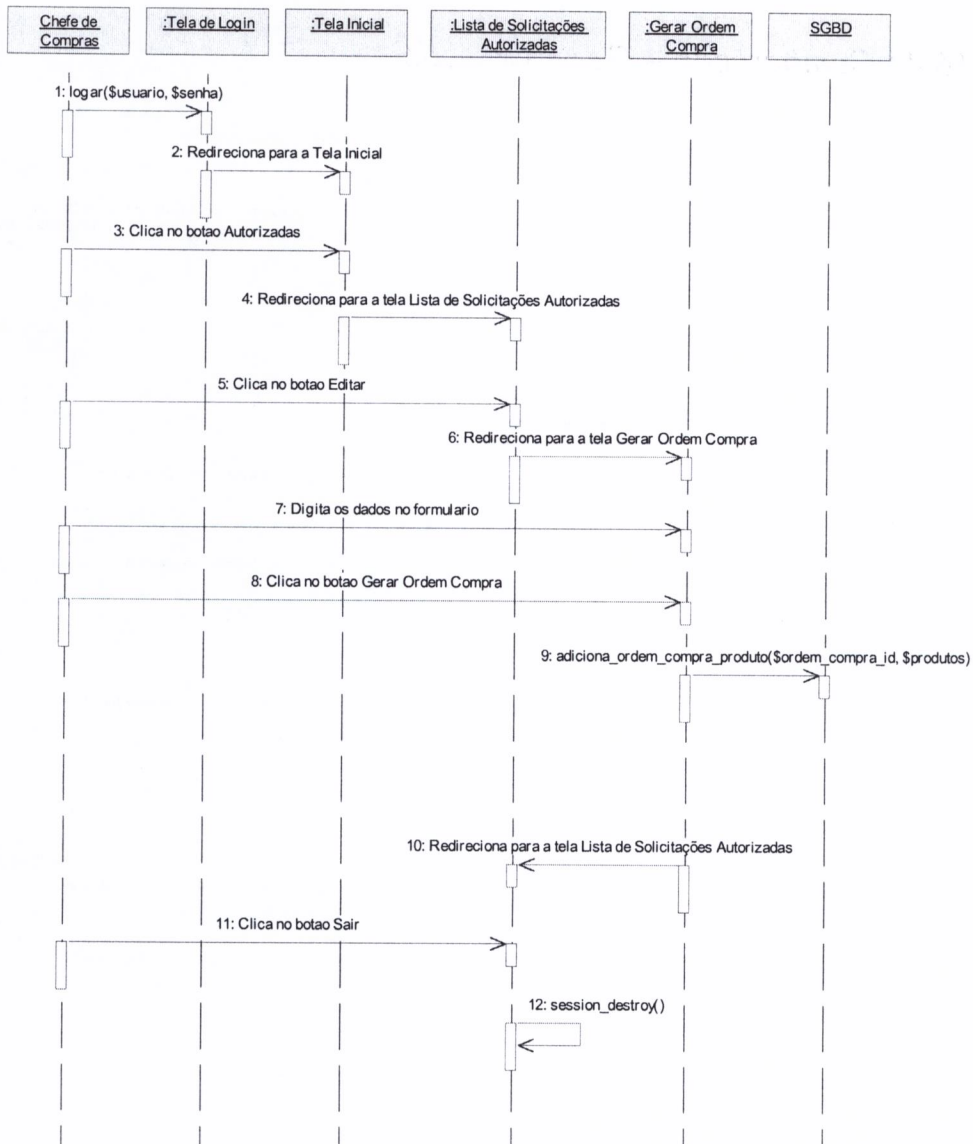 Chefe de
Compras
:Tela de Login
:Tela Inicial
:Lista de Solicitações
Autorizadas
:Gerar Ordem
Compra
SGBD
1: logar($usuario, $senha)
2: Redireciona para a Tela Inicial
3: Clica no botao Autorizadas
4: Redireciona para a tela Lista de Solicitações Autorizadas
5: Clica no botao Editar
6: Redireciona para a tela Gerar Ordem Compra
7: Digita os dados no formulario
8: Clica no botao Gerar Ordem Compra
9: adiciona_ordem_compra_produto($ordem_compra_id, $produtos)
10: Redireciona para a tela Lista de Solicitações Autorizadas
11: Clica no botao Sair
12: session_destroy()